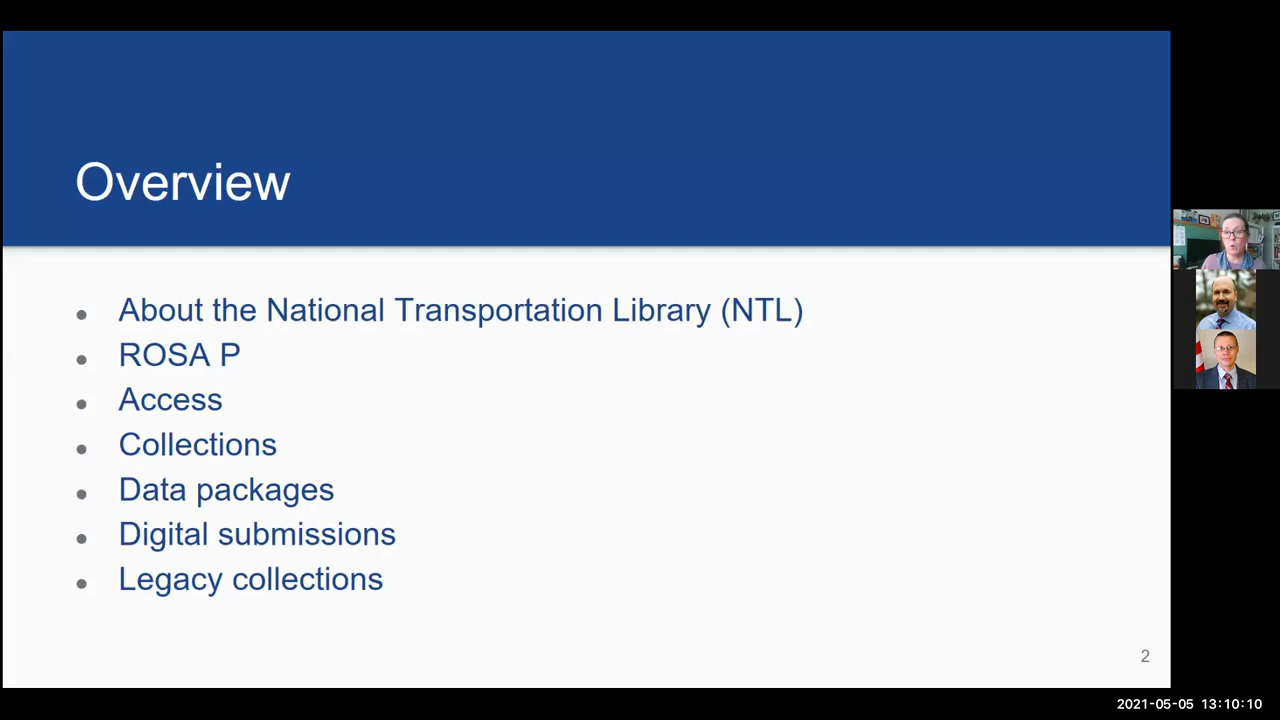 Overview
• About the National Transportation Library (NTL)
• ROSA P
• Access
• Collections
• Data packages
• Digital submissions
• Legacy collections
2
2021-05-05 13:10:10